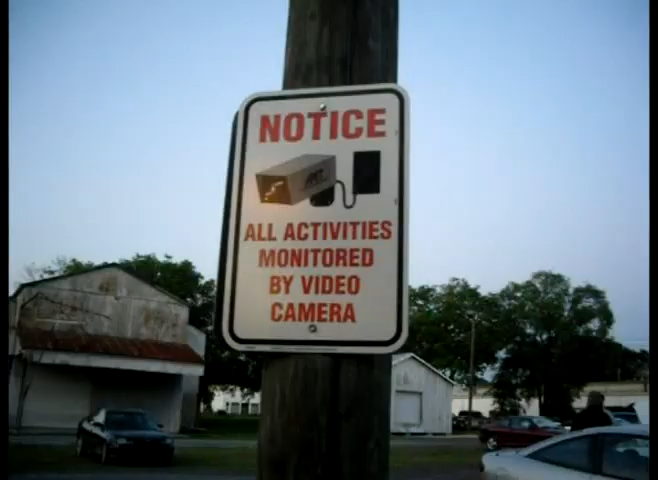 NOTICE
ALL ACTIVITIES
MONITORED
BY VIDEO
CAMERA